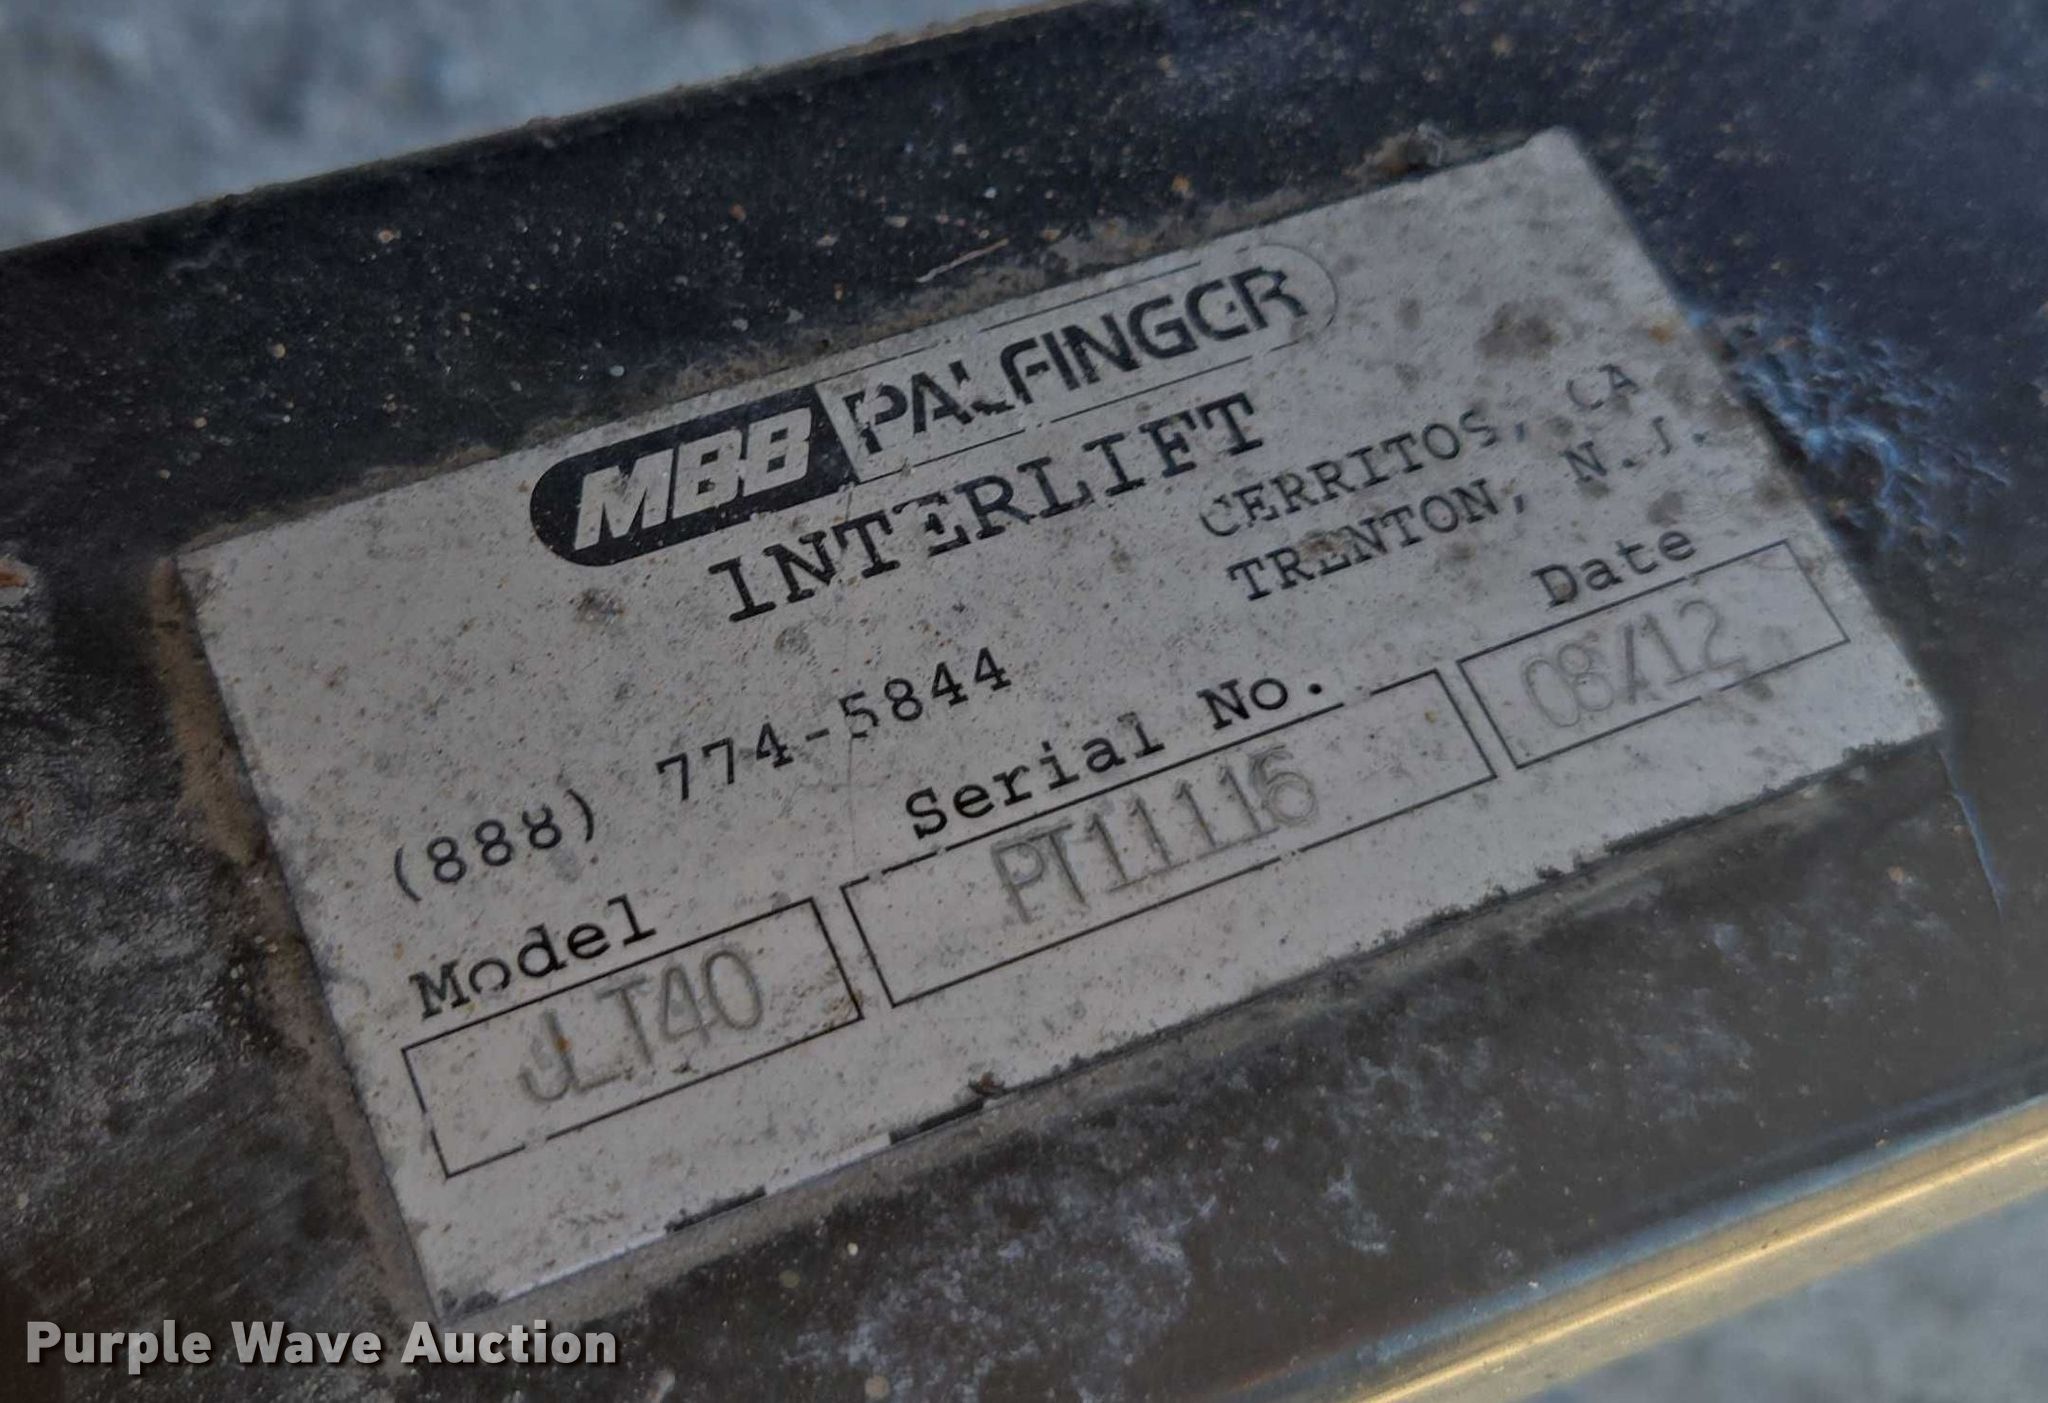 MBB PALFINGER
INTERLIFT
CERRITOS, CA
(888) 774-5844 TRENTON, N.J.
Model Serial No. Date
JLT40 PT11116 08/12
Purple Wave Auction